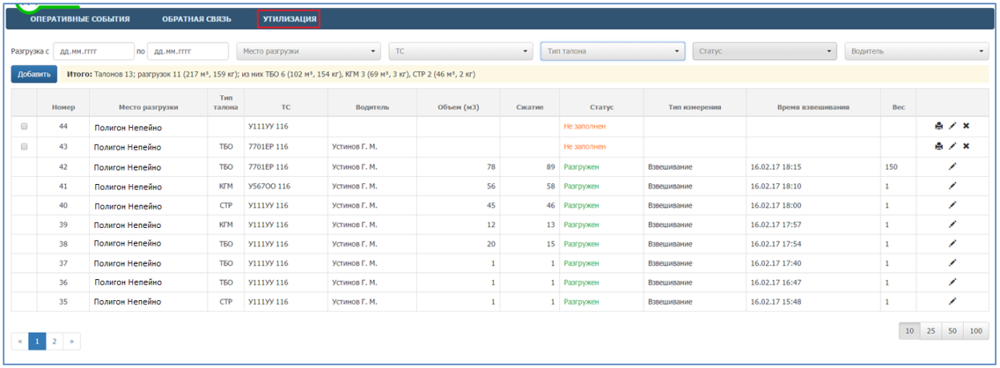 ОПЕРАТИВНЫЕ СОБЫТИЯ ОБРАТНАЯ СВЯЗЬ УТИЛИЗАЦИЯ
Разгрузка с дд.мм.гггг по дд.мм.гггг Место разгрузки ТС Тип талона Статус Водитель
Добавить Итого: Талонов 13; разгрузок 11 (217 м³, 159 кг); из них ТБО 6 (102 м³, 154 кг), КГМ 3 (69 м³, 3 кг), СТР 2 (46 м³, 2 кг)
Номер Место разгрузки Тип талона ТС Водитель Объем (м3) Сжатие Статус Тип измерения Время взвешивания Вес
44 Полигон Непейно У111УУ 116 Не заполнен
43 Полигон Непейно ТБО 7701ЕР 116 Устинов Г. М. Не заполнен
42 Полигон Непейно ТБО 7701ЕР 116 Устинов Г. М. 78 89 Разгружен Взвешивание 16.02.17 18:15 150
41 Полигон Непейно КГМ У567ОО 116 Устинов Г. М. 56 58 Разгружен Взвешивание 16.02.17 18:10 1
40 Полигон Непейно СТР У111УУ 116 Устинов Г. М. 45 46 Разгружен Взвешивание 16.02.17 18:00 1
39 Полигон Непейно КГМ У111УУ 116 Устинов Г. М. 12 13 Разгружен Взвешивание 16.02.17 17:57 1
38 Полигон Непейно ТБО У111УУ 116 Устинов Г. М. 20 15 Разгружен Взвешивание 16.02.17 17:54 1
37 Полигон Непейно ТБО У111УУ 116 Устинов Г. М. 1 1 Разгружен Взвешивание 16.02.17 17:40 1
36 Полигон Непейно ТБО У111УУ 116 Устинов Г. М. 1 1 Разгружен Взвешивание 16.02.17 16:47 1
35 Полигон Непейно СТР У111УУ 116 Устинов Г. М. 1 1 Разгружен Взвешивание 16.02.17 15:48 1
« 1 2 » 10 25 50 100